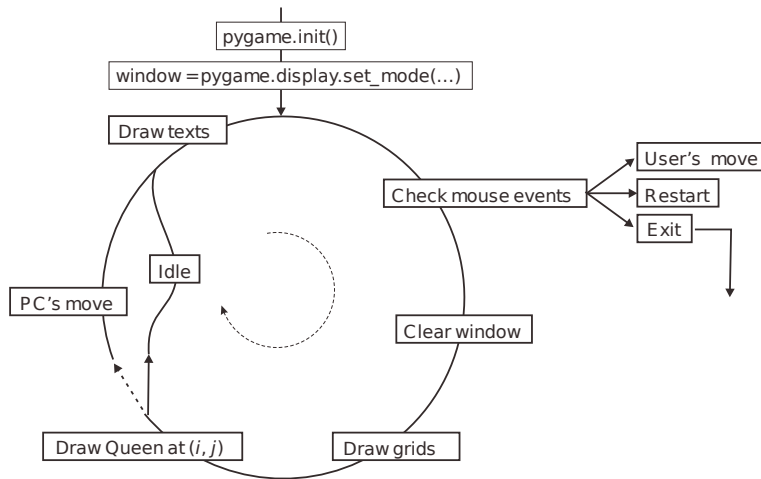 pygame.init()
window =pygame.display.set_mode(...)
Draw texts
User's move
Check mouse events
Restart
Exit
Idle
PC's move
Clear window
Draw Queen at (i, j)
Draw grids